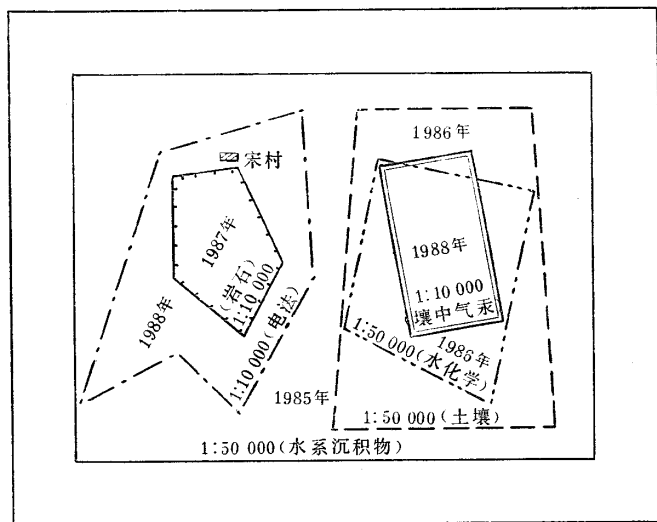 1986年
宋村
1987年
(岩石)
1:10 000
1988年
1:10 000(电法)
1988年
1:10 000
壤中气汞
1986年
1:50 000(水化学)
1985年
1:50 000(土壤)
1:50 000(水系沉积物)